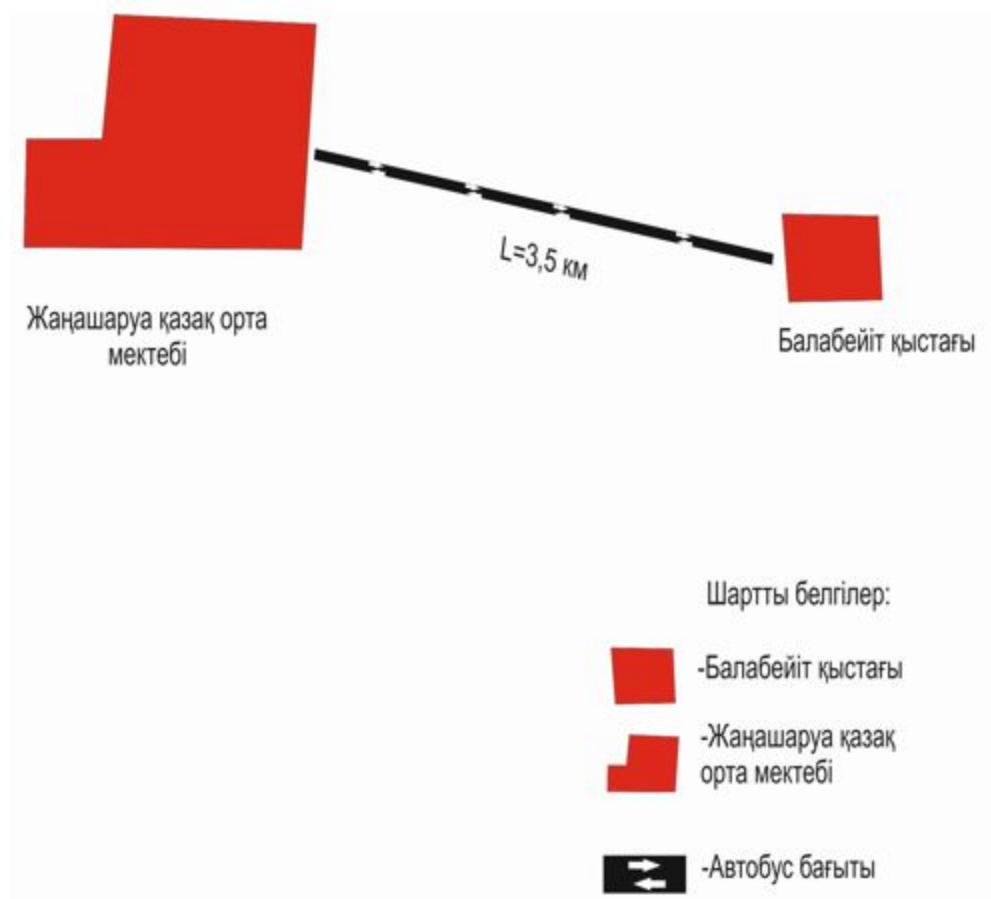 L=3,5 км
Жаңашаруа қазақ орта
мектебі
Балабейіт қыстағы
Шартты белгілер:
-Балабейіт қыстағы
-Жаңашаруа қазақ
орта мектебі
-Автобус бағыты